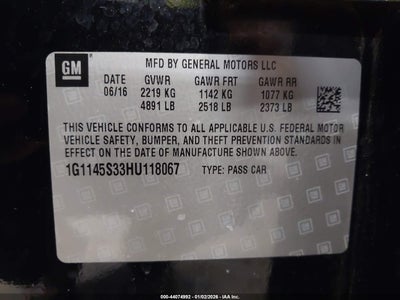 GM
MFD BY GENERAL MOTORS LLC
DATE GVWR GAWR FRT GAWR RR
06/16 2219 KG 1142 KG 1077 KG
4891 LB 2518 LB 2373 LB
THIS VEHICLE CONFORMS TO ALL APPLICABLE U.S. FEDERAL MOTOR
VEHICLE SAFETY, BUMPER, AND THEFT PREVENTION STANDARDS IN
EFFECT ON THE DATE OF MANUFACTURE SHOWN ABOVE.
1G1145S33HU118067 TYPE: PASS CAR
000-44074992 - 01/02/2026 - IAA US